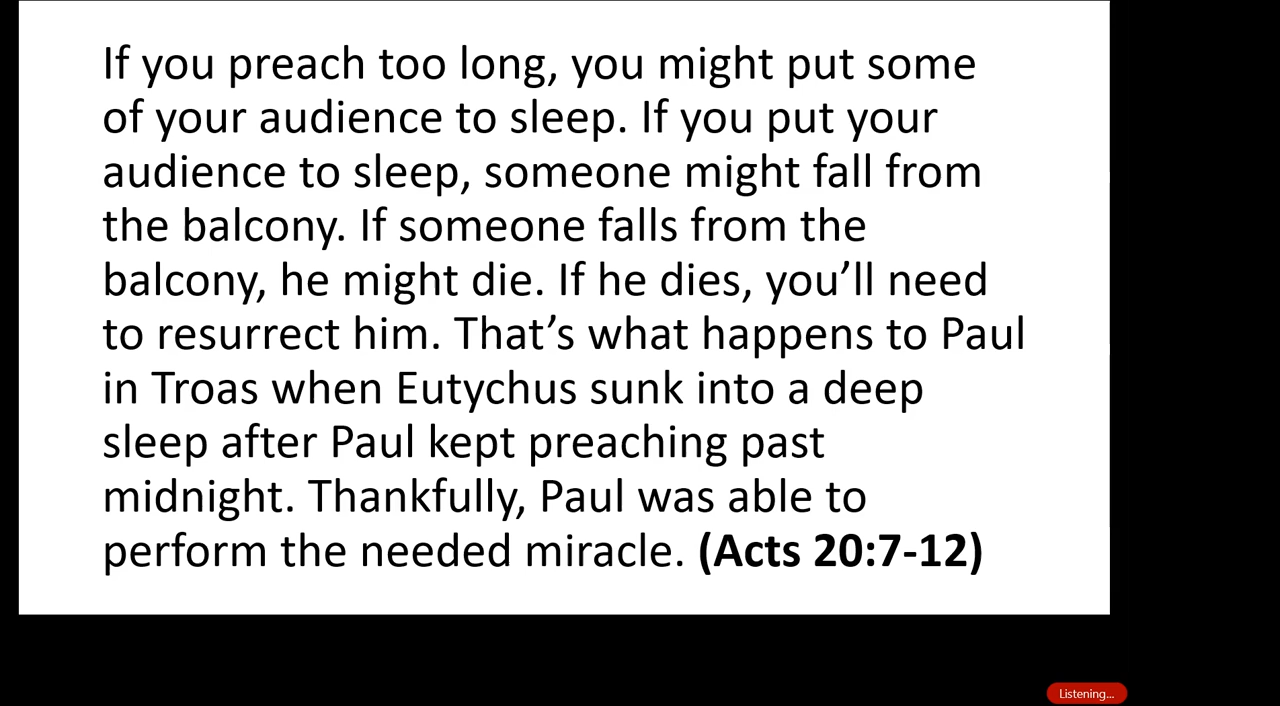 If you preach too long, you might put some
of your audience to sleep. If you put your
audience to sleep, someone might fall from
the balcony. If someone falls from the
balcony, he might die. If he dies, you’ll need
to resurrect him. That’s what happens to Paul
in Troas when Eutychus sunk into a deep
sleep after Paul kept preaching past
midnight. Thankfully, Paul was able to
perform the needed miracle. (Acts 20:7-12)
Listening...